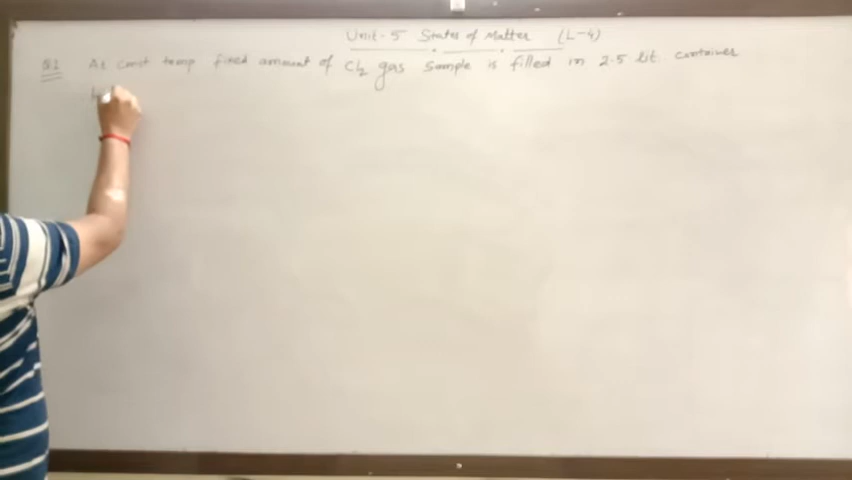 Unit-5 States of Matter (L-4)
Q1 At const temp fixed amount of Cl2 gas sample is filled in 2.5 lit container